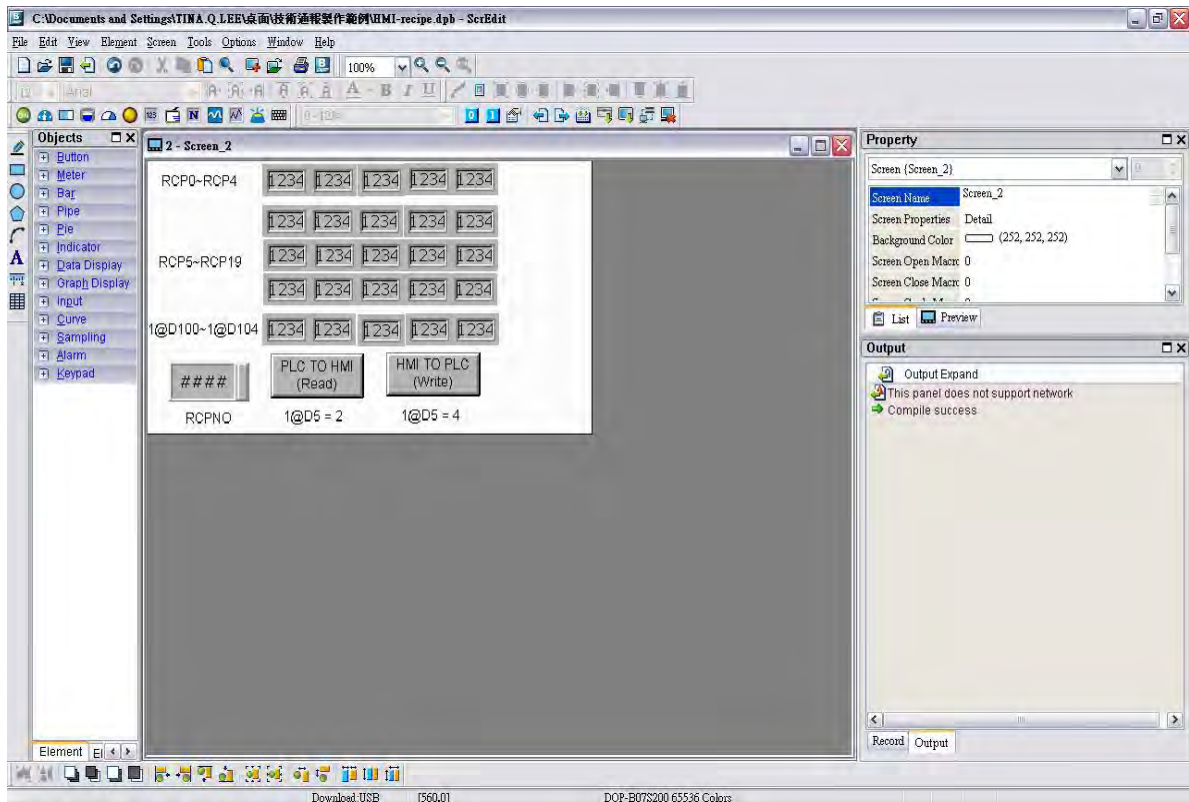 C:\Documents and Settings\TINA.Q.LEE\桌面\技術通報製作範例\HMI-recipe.dpb - ScrEdit
File Edit View Element Screen Tools Options Window Help
100%
Arial
Objects
Button
Meter
Bar
Pipe
Pie
Indicator
Data Display
Graph Display
Input
Curve
Sampling
Alarm
Keypad
Element El
2 - Screen_2
RCP0~RCP4 1234 1234 1234 1234 1234
1234 1234 1234 1234 1234
RCP5~RCP19 1234 1234 1234 1234 1234
1234 1234 1234 1234 1234
1@D100~1@D104 1234 1234 1234 1234 1234
####
PLC TO HMI
(Read)
HMI TO PLC
(Write)
RCPNO 1@D5 = 2 1@D5 = 4
Property
Screen {Screen_2}
Screen Name Screen_2
Screen Properties Detail
Background Color (252, 252, 252)
Screen Open Macro 0
Screen Close Macro 0
List Preview
Output
Output Expand
This panel does not support network
Compile success
Record Output
Download:USB [560,0] DOP-B07S200 65536 Colors